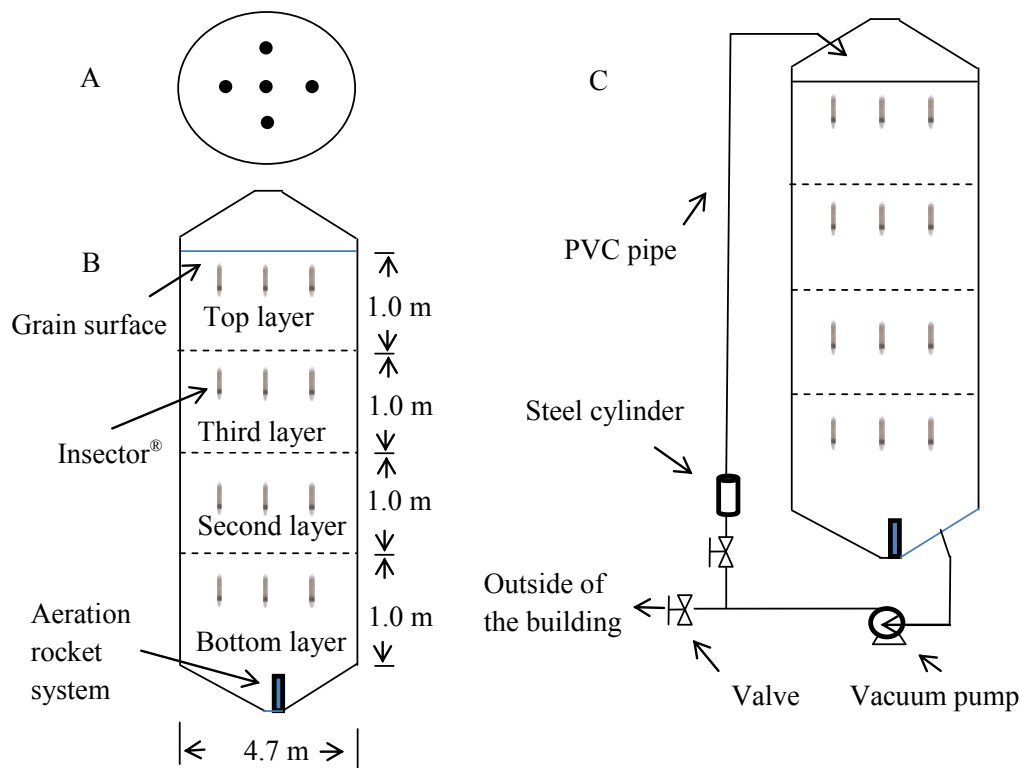 A
B
Grain surface
Top layer
1.0 m
Insector®
Third layer
1.0 m
Second layer
1.0 m
Aeration
rocket
system
Bottom layer
1.0 m
4.7 m
C
PVC pipe
Steel cylinder
Outside of
the building
Valve
Vacuum pump